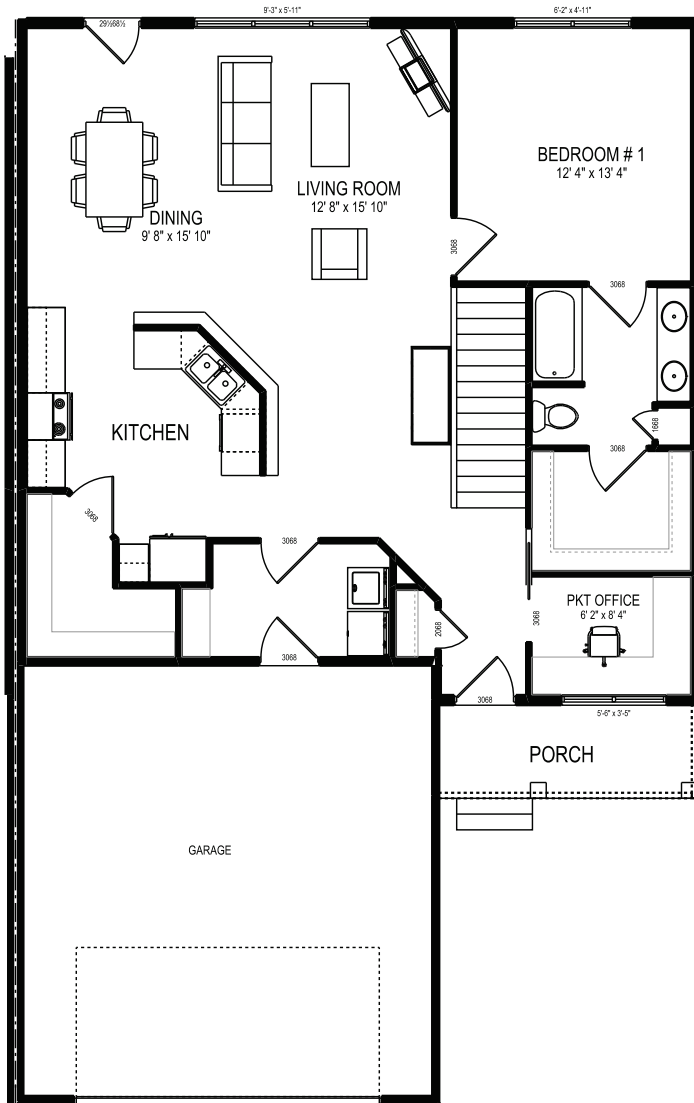 9'-3" x 5'-11"
6'-2" x 4'-11"
29½68½
BEDROOM # 1
12' 4" x 13' 4"
LIVING ROOM
12' 8" x 15' 10"
DINING
9' 8" x 15' 10"
3068
3068
KITCHEN
1668
3068
3068
3068
PKT OFFICE
6' 2" x 8' 4"
3068
2068
3068
3068
5'-6" x 3'-5"
PORCH
GARAGE